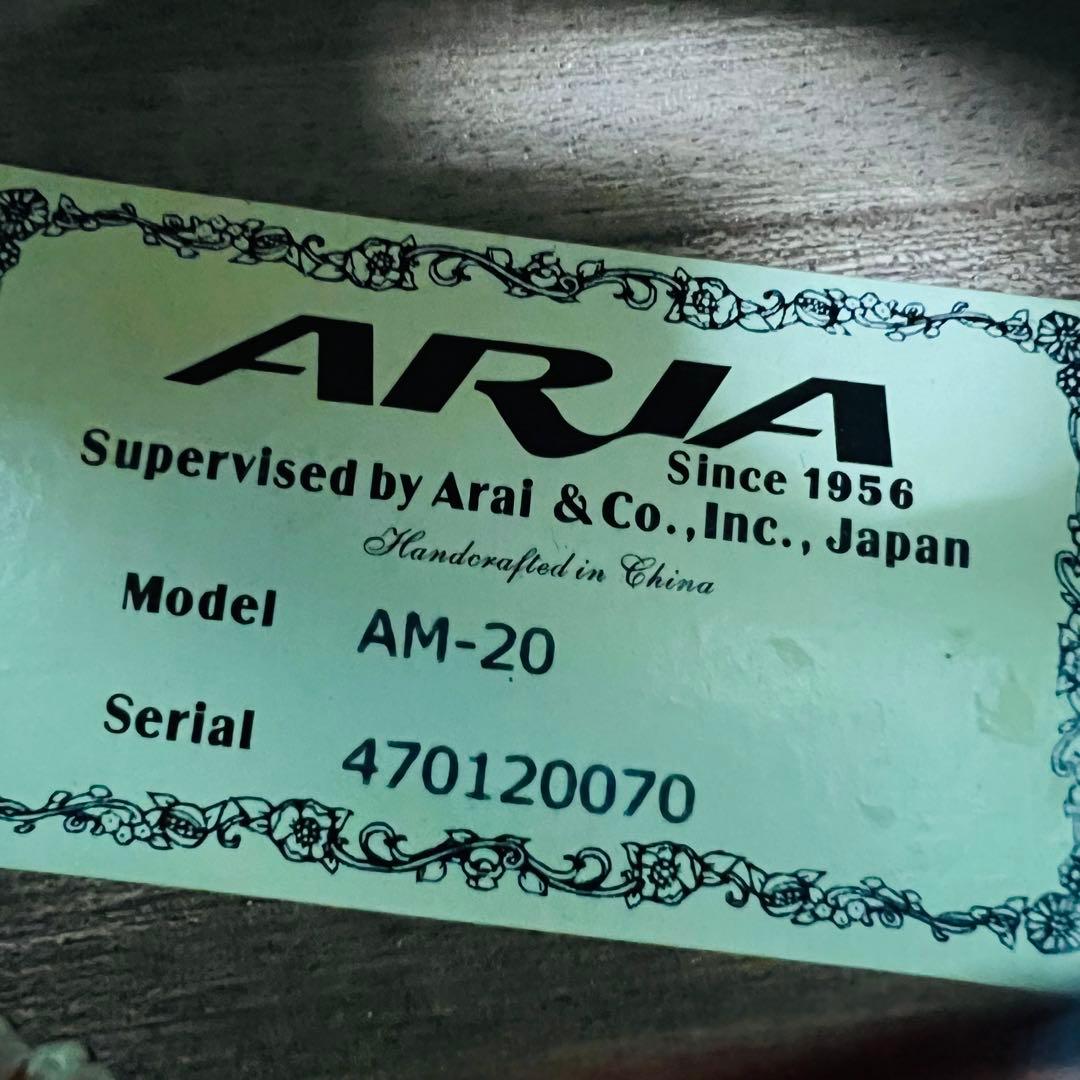 ARIA
Since 1956
Supervised by Arai & Co., Inc., Japan
Handcrafted in China
Model AM-20
Serial 470120070